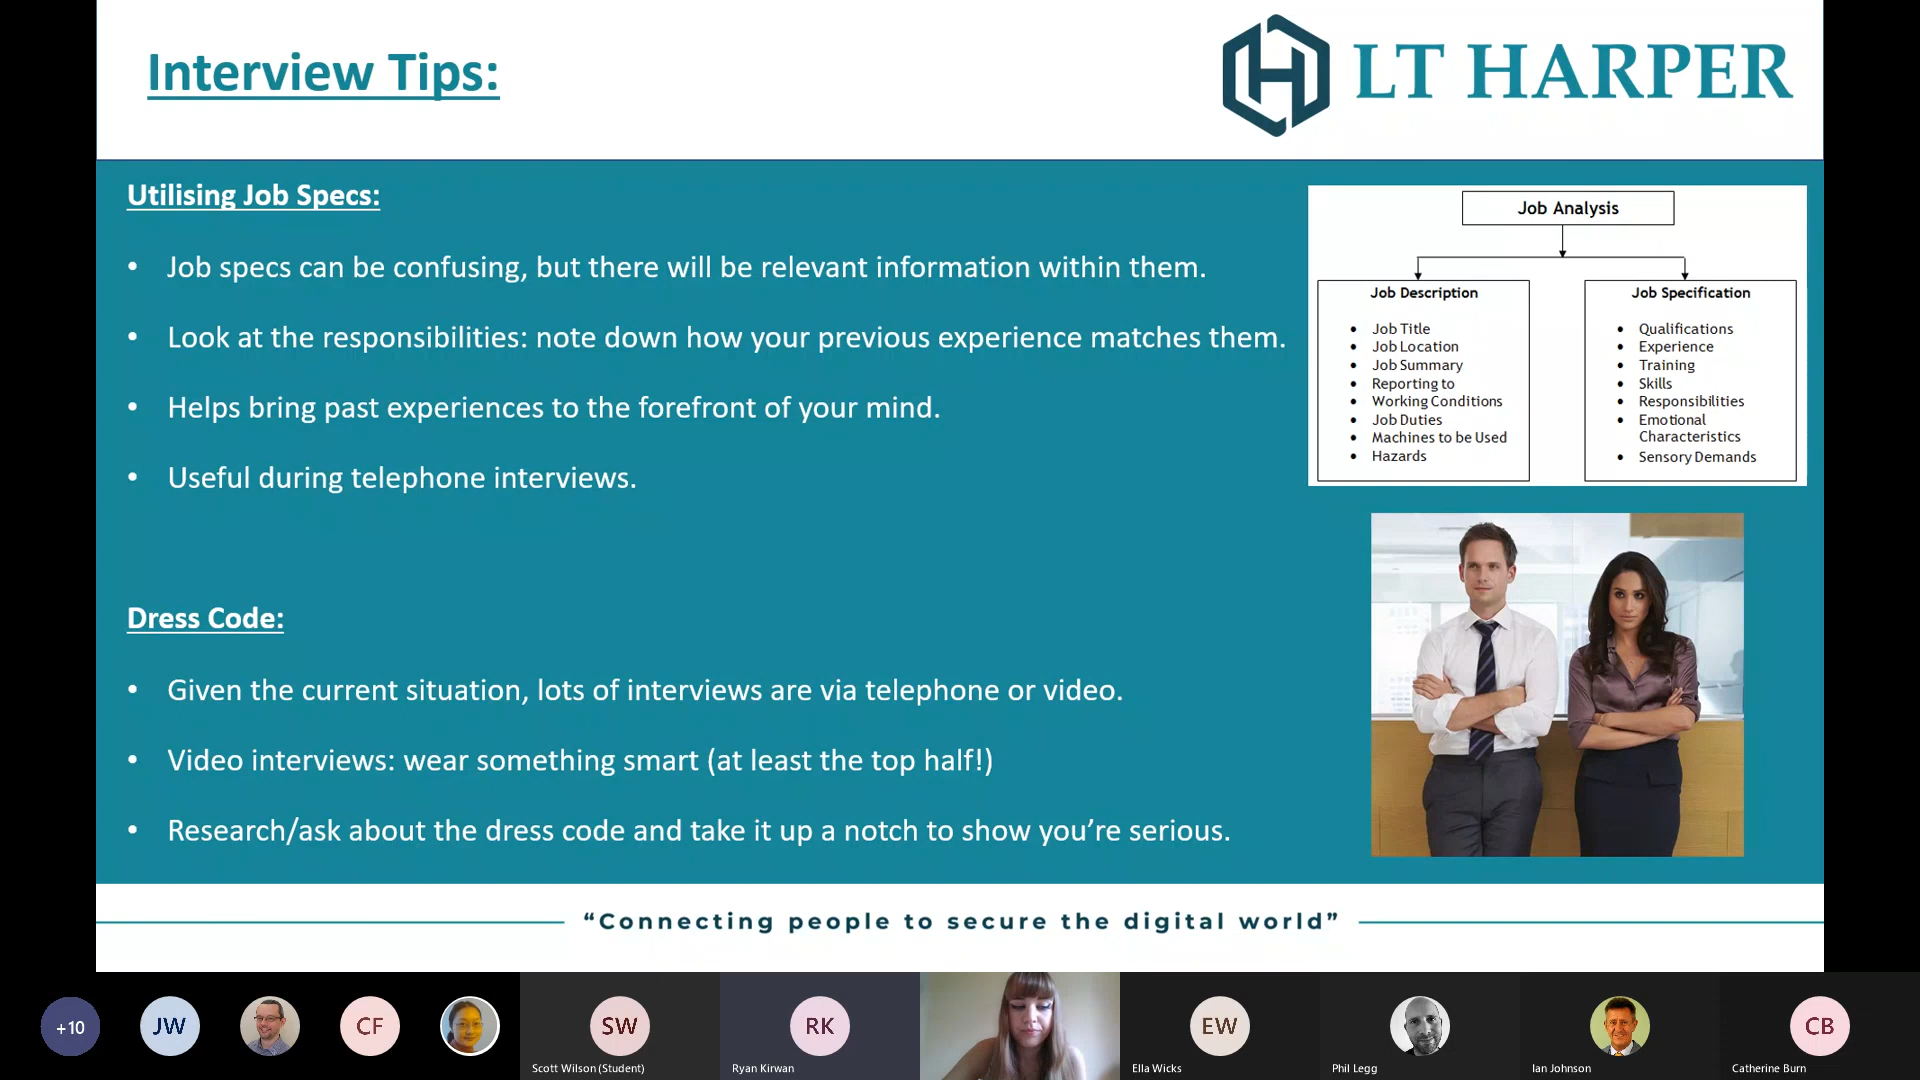 Interview Tips:
LT HARPER
Utilising Job Specs:
• Job specs can be confusing, but there will be relevant information within them.
• Look at the responsibilities: note down how your previous experience matches them.
• Helps bring past experiences to the forefront of your mind.
• Useful during telephone interviews.
Job Analysis
Job Description
• Job Title
• Job Location
• Job Summary
• Reporting to
• Working Conditions
• Job Duties
• Machines to be Used
• Hazards
Job Specification
• Qualifications
• Experience
• Training
• Skills
• Responsibilities
• Emotional
Characteristics
• Sensory Demands
Dress Code:
• Given the current situation, lots of interviews are via telephone or video.
• Video interviews: wear something smart (at least the top half!)
• Research/ask about the dress code and take it up a notch to show you’re serious.
“Connecting people to secure the digital world”
+10
JW
CF
SW
Scott Wilson (Student)
RK
Ryan Kirwan
EW
Ella Wicks
Phil Legg
Ian Johnson
CB
Catherine Burn